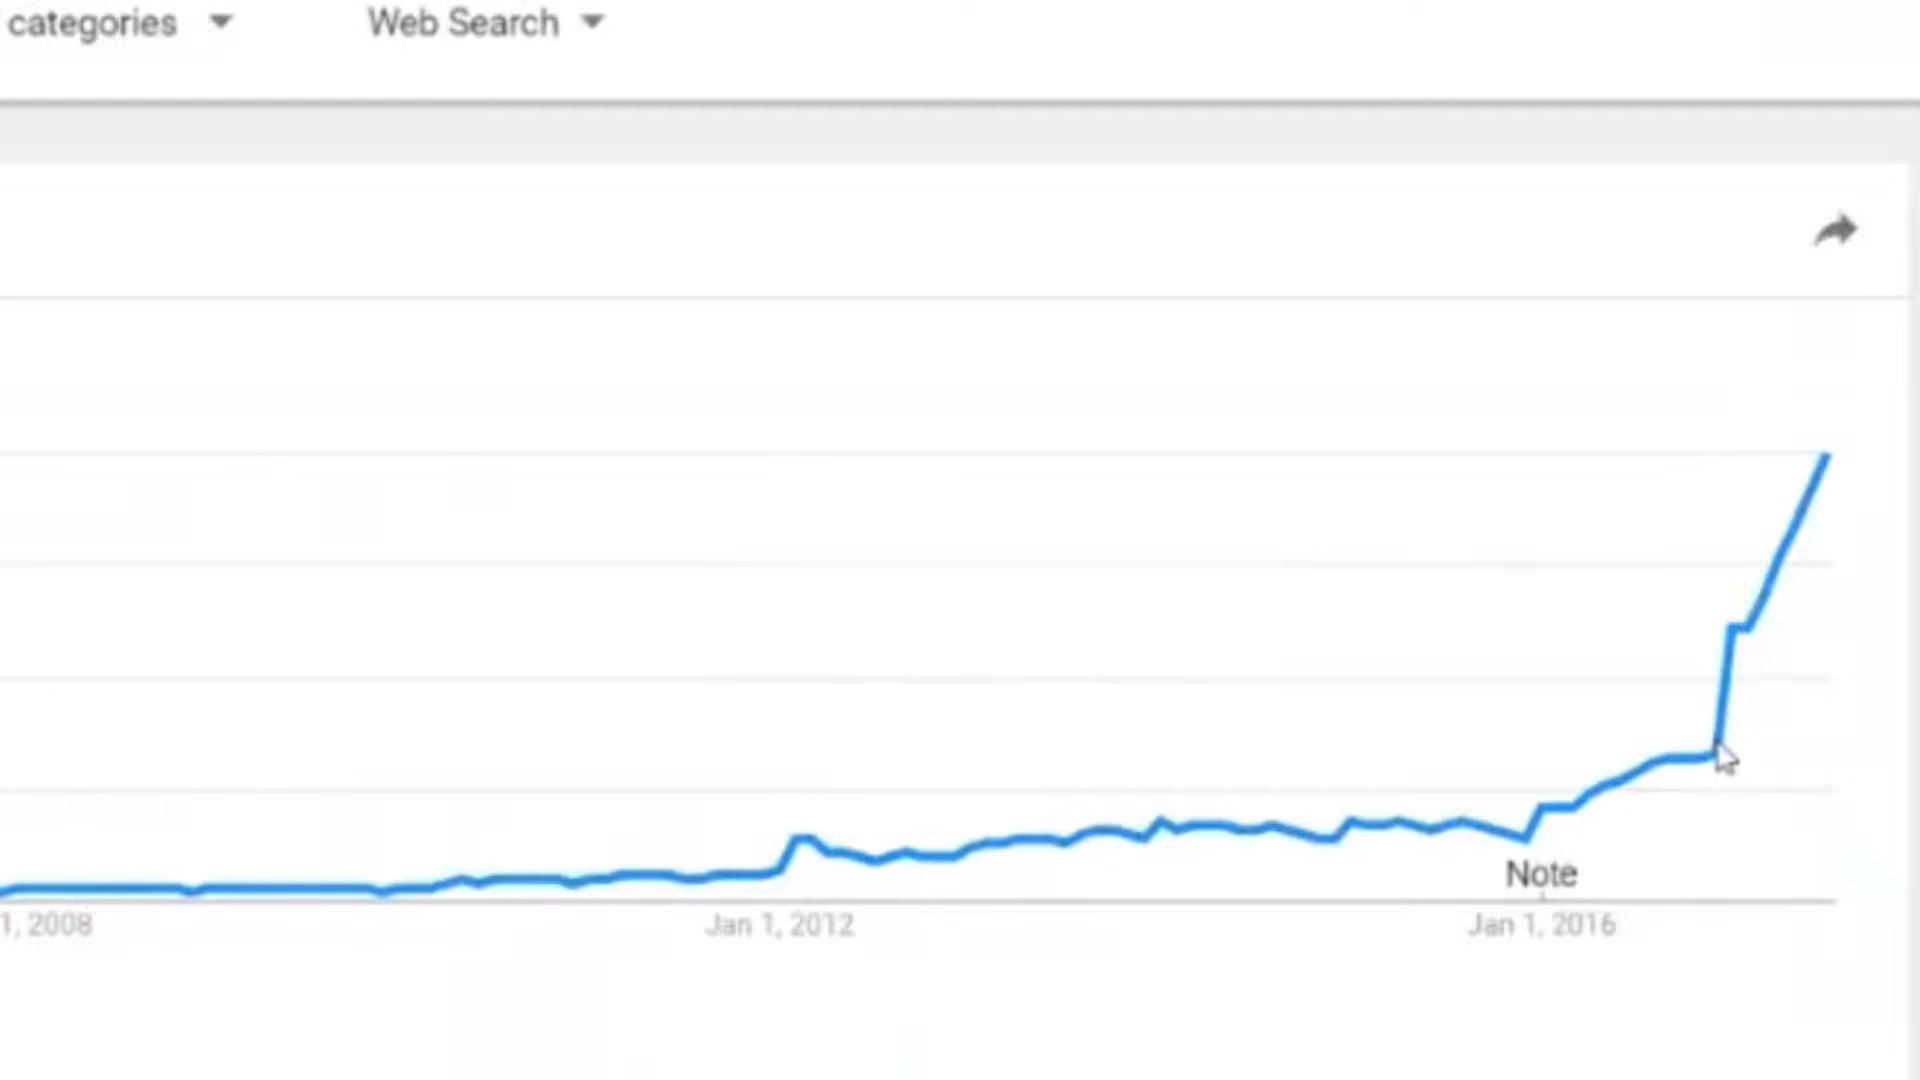 categories
Web Search
Note
1, 2008
Jan 1, 2012
Jan 1, 2016